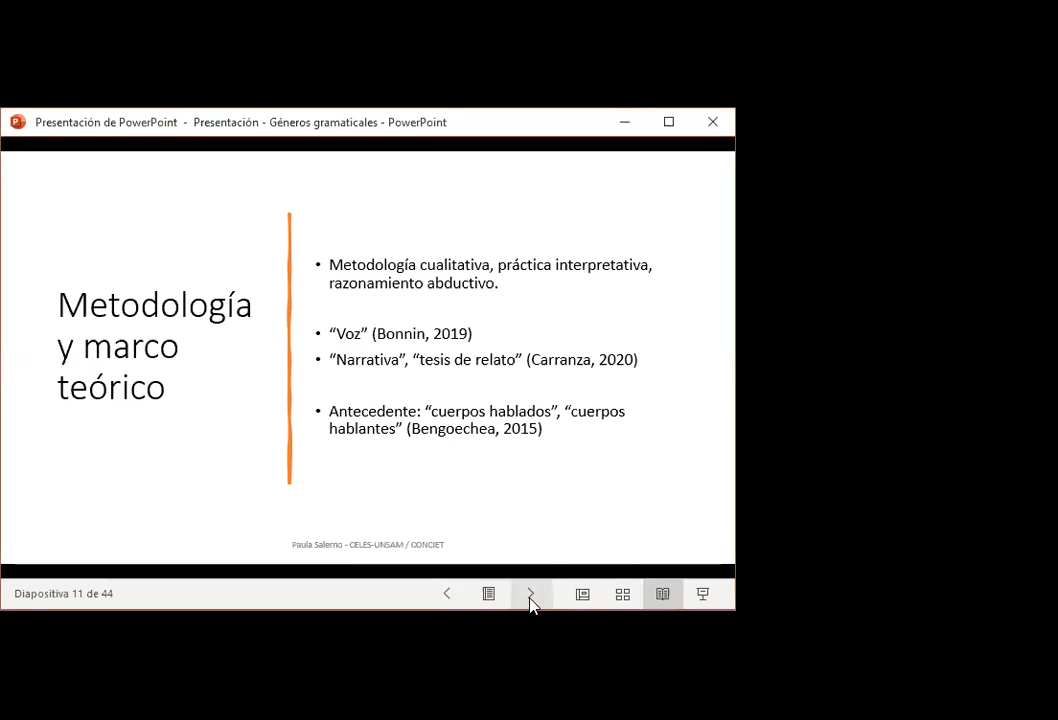 Presentación de PowerPoint - Presentación - Géneros gramaticales - PowerPoint
Metodología
y marco
teórico
• Metodología cualitativa, práctica interpretativa,
razonamiento abductivo.
• “Voz” (Bonnin, 2019)
• “Narrativa”, “tesis de relato” (Carranza, 2020)
• Antecedente: “cuerpos hablados”, “cuerpos
hablantes” (Bengoechea, 2015)
Paula Salerno - CELES-UNSAM / CONCIET
Diapositiva 11 de 44